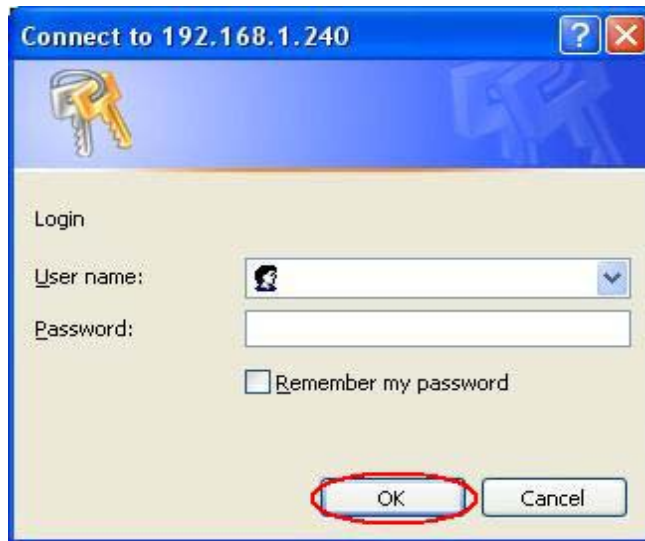 Connect to 192.168.1.240
?
Login
User name:
Password:
Remember my password
OK Cancel